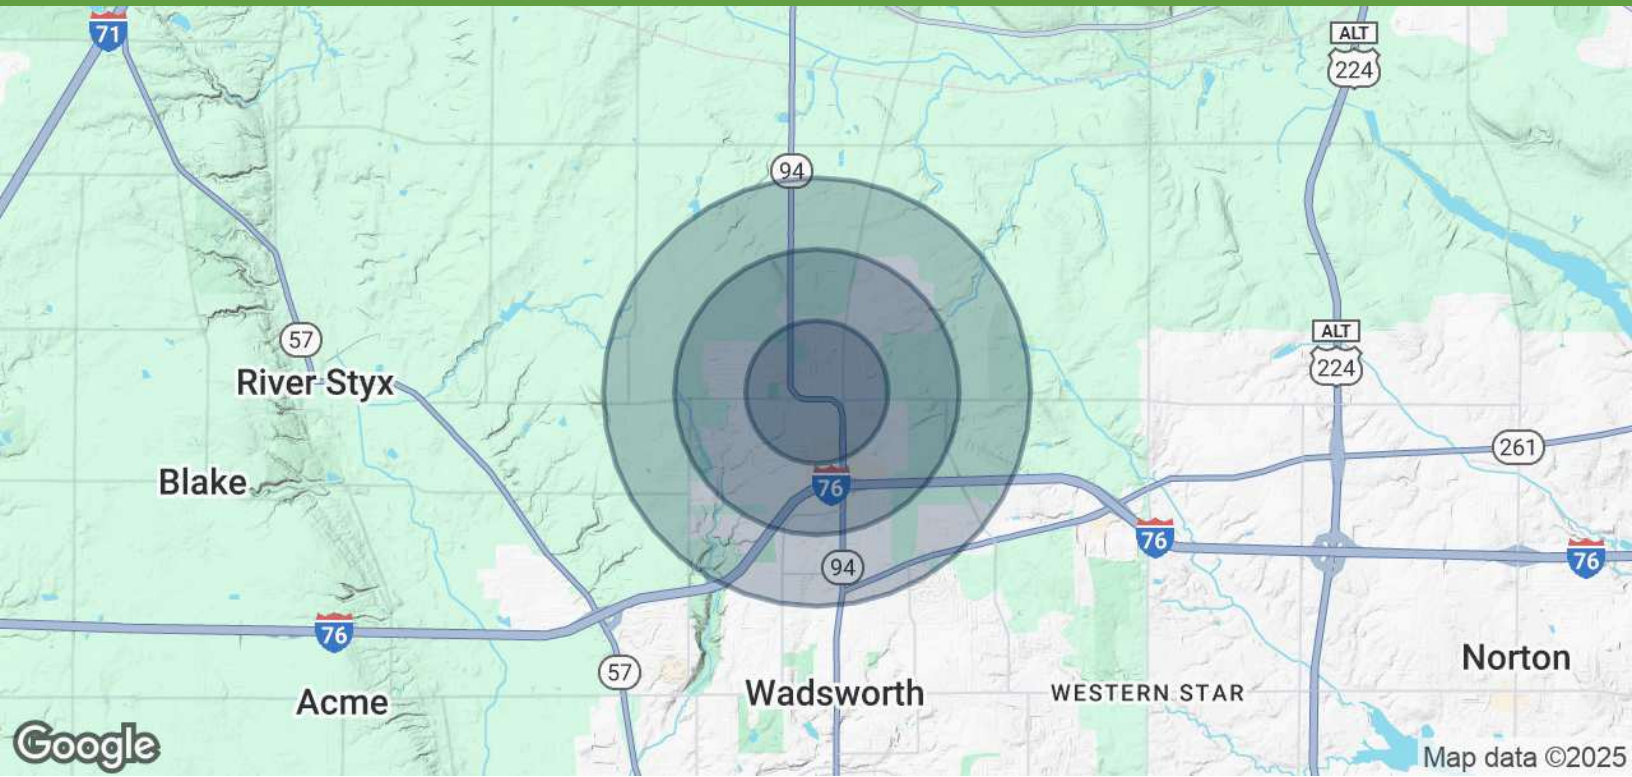 71
ALT
224
94
57
ALT
224
River Styx
261
Blake
76
76
76
94
76
57
Norton
Acme
Wadsworth
WESTERN STAR
Google
Map data ©2025